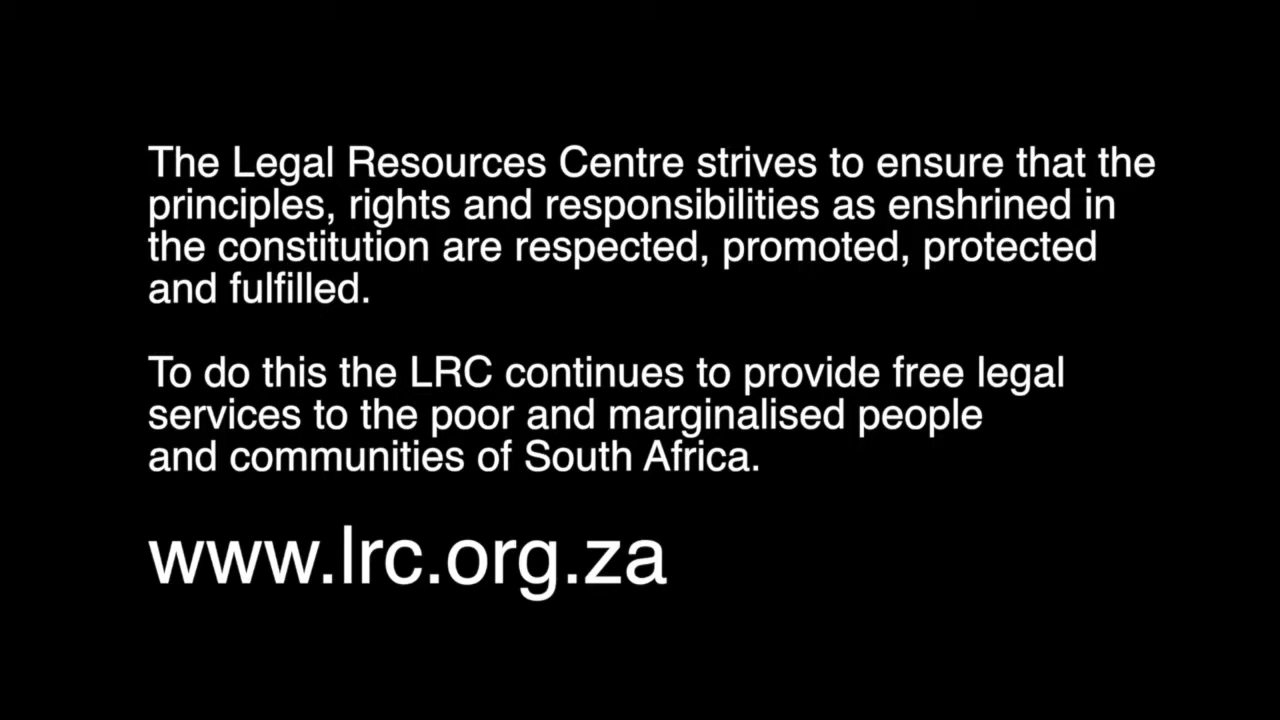 The Legal Resources Centre strives to ensure that the
principles, rights and responsibilities as enshrined in
the constitution are respected, promoted, protected
and fulfilled.
To do this the LRC continues to provide free legal
services to the poor and marginalised people
and communities of South Africa.
www.lrc.org.za